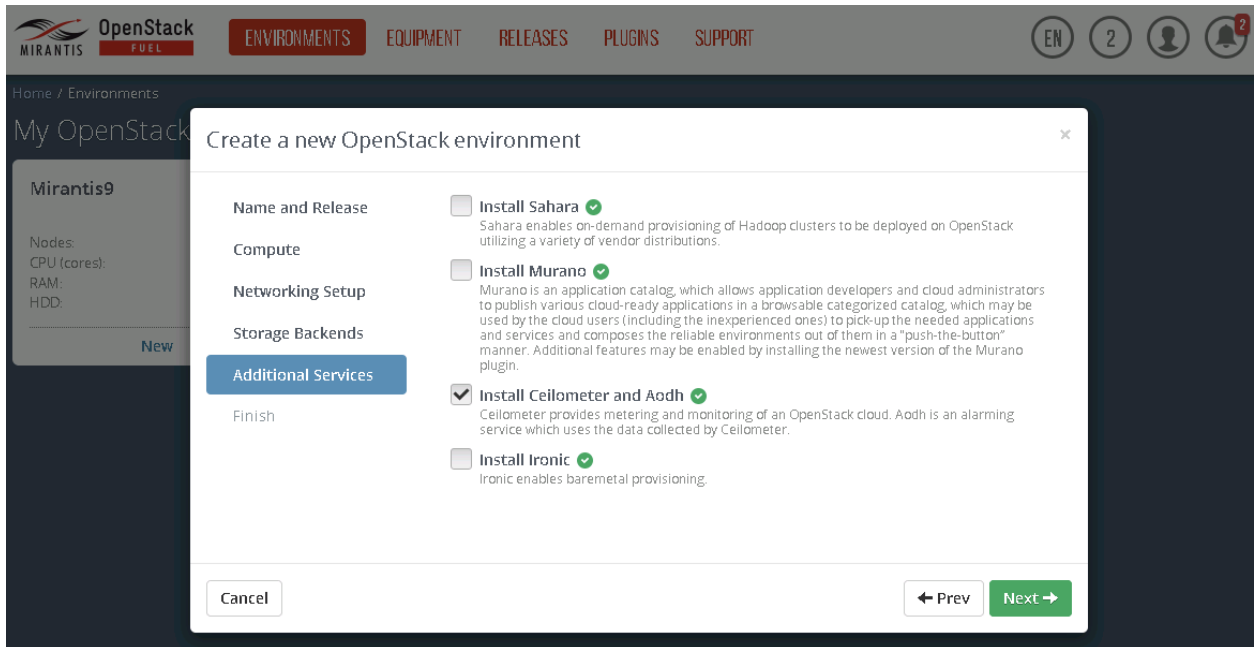 MIRANTIS
OpenStack
FUEL
ENVIRONMENTS
EQUIPMENT
RELEASES
PLUGINS
SUPPORT
EN
2
2
Home / Environments
My OpenStack
Create a new OpenStack environment
×
Mirantis9
Nodes:
CPU (cores):
RAM:
HDD:
New
Name and Release
Compute
Networking Setup
Storage Backends
Additional Services
Finish
Install Sahara
Sahara enables on-demand provisioning of Hadoop clusters to be deployed on OpenStack
utilizing a variety of vendor distributions.
Install Murano
Murano is an application catalog, which allows application developers and cloud administrators
to publish various cloud-ready applications in a browsable categorized catalog, which may be
used by the cloud users (including the inexperienced ones) to pick-up the needed applications
and services and composes the reliable environments out of them in a "push-the-button"
manner. Additional features may be enabled by installing the newest version of the Murano
plugin.
Install Ceilometer and Aodh
Ceilometer provides metering and monitoring of an OpenStack cloud. Aodh is an alarming
service which uses the data collected by Ceilometer.
Install Ironic
Ironic enables baremetal provisioning.
Cancel
Prev
Next